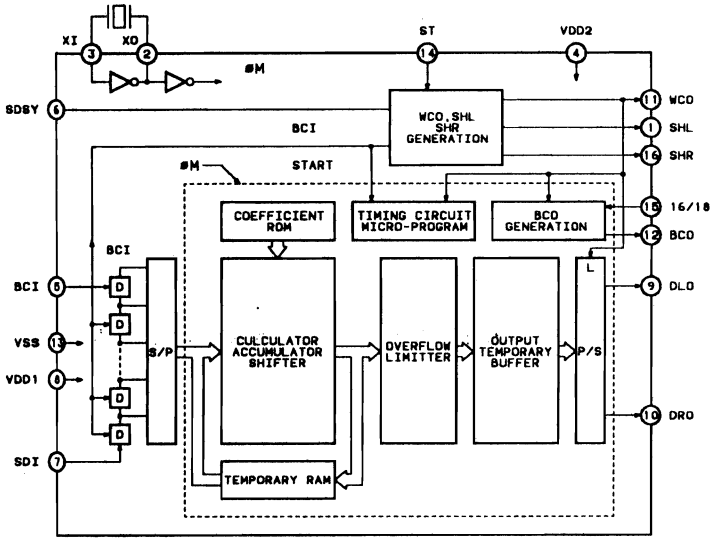 XI XO ST VDD2
3 2 14 4
øM
SDSY 6
WCO,SHL
SHR
GENERATION
11 WCO
1 SHL
16 SHR
BCI
START
øM
COEFFICIENT
ROM
TIMING CIRCUIT
MICRO-PROGRAM
BCO
GENERATION
15 16/18
12 BCO
BCI
BCI 5
D
D
D
D
VSS 13
VDD1 8
SDI 7
S/P
CULCULATOR
ACCUMULATOR
SHIFTER
OVERFLOW
LIMITTER
OUTPUT
TEMPORARY
BUFFER
L
P/S
9 DLO
10 DRO
TEMPORARY RAM